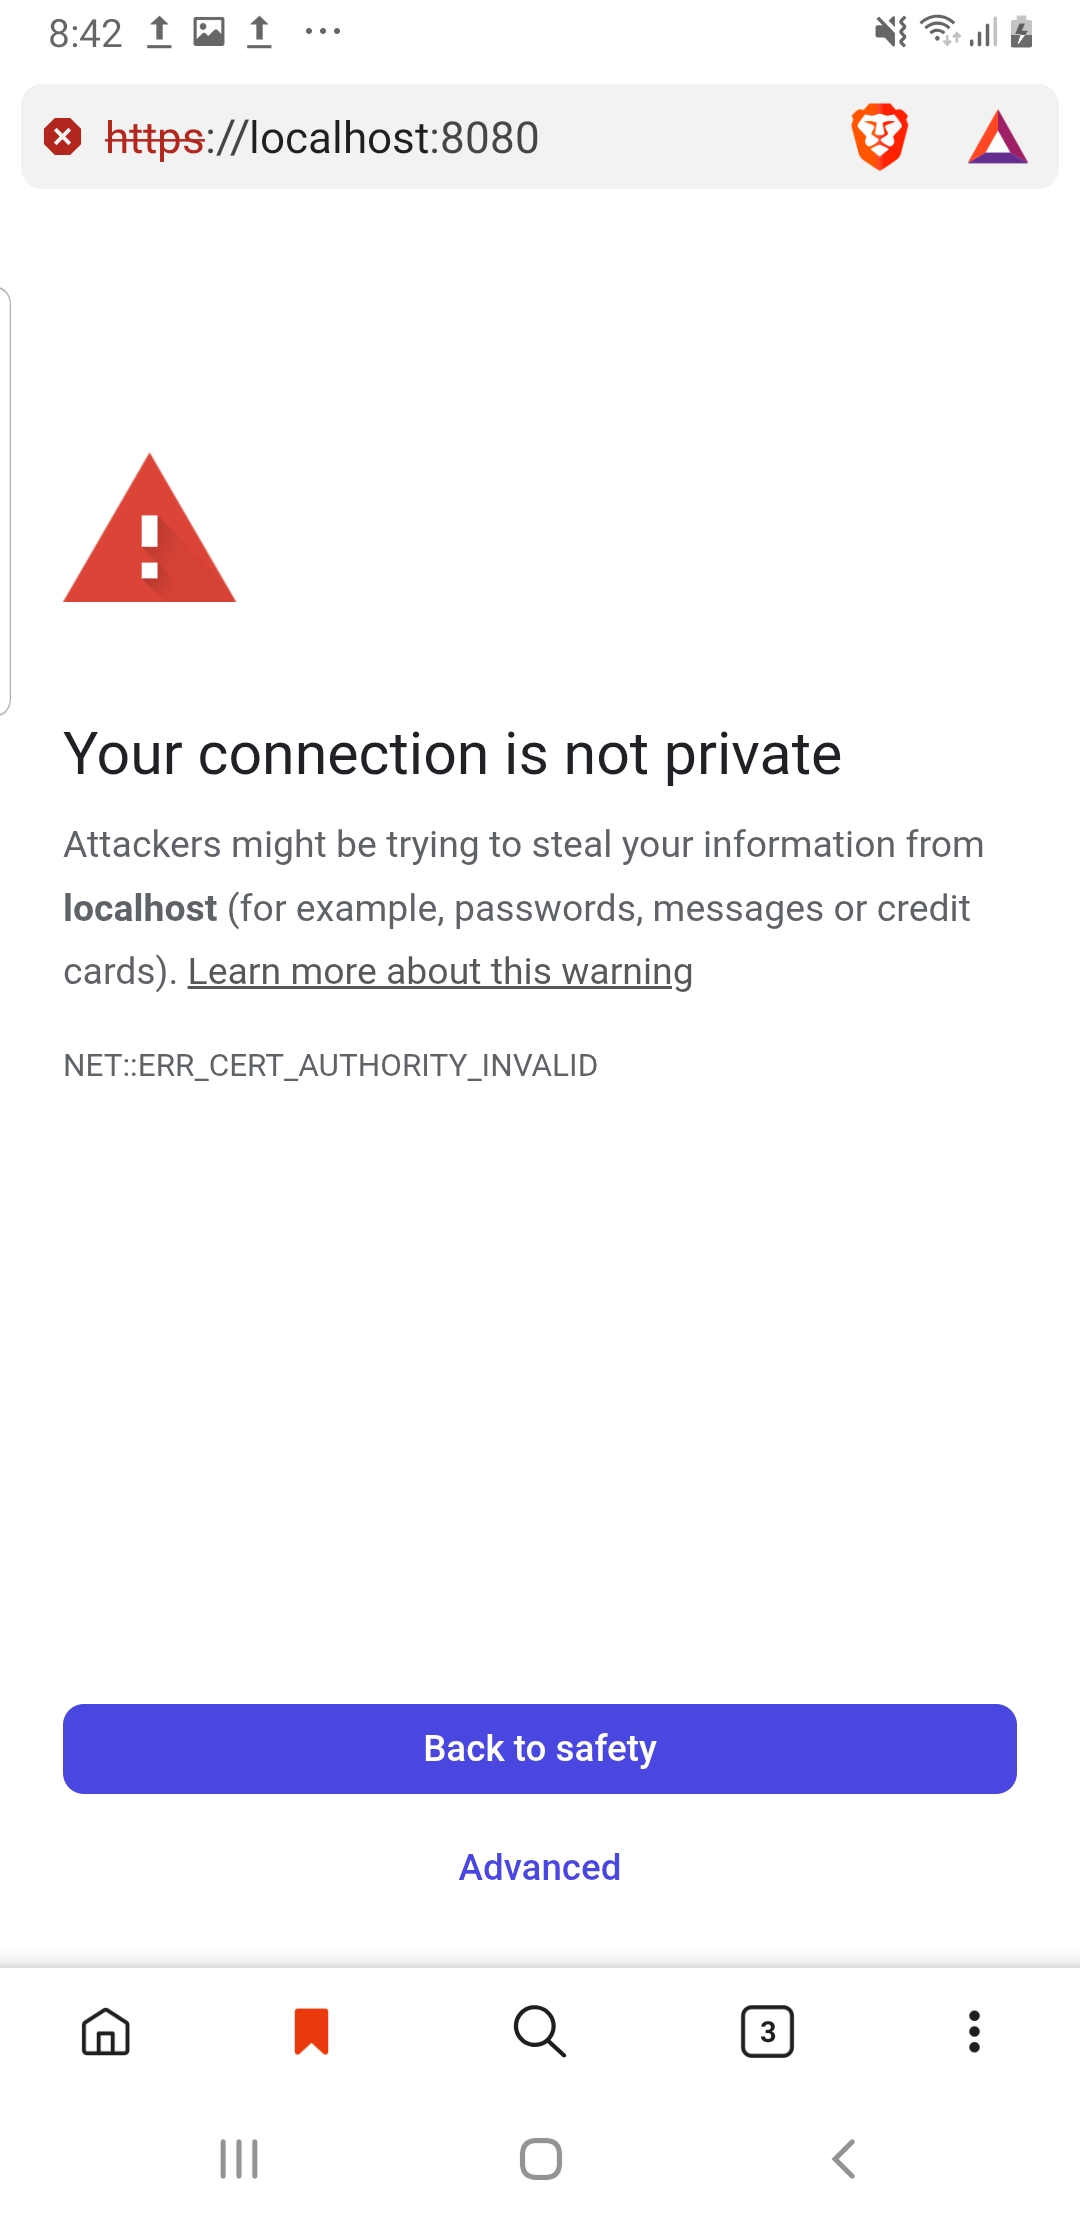 8:42
https://localhost:8080
Your connection is not private
Attackers might be trying to steal your information from
localhost (for example, passwords, messages or credit
cards). Learn more about this warning
NET::ERR_CERT_AUTHORITY_INVALID
Back to safety
Advanced
3